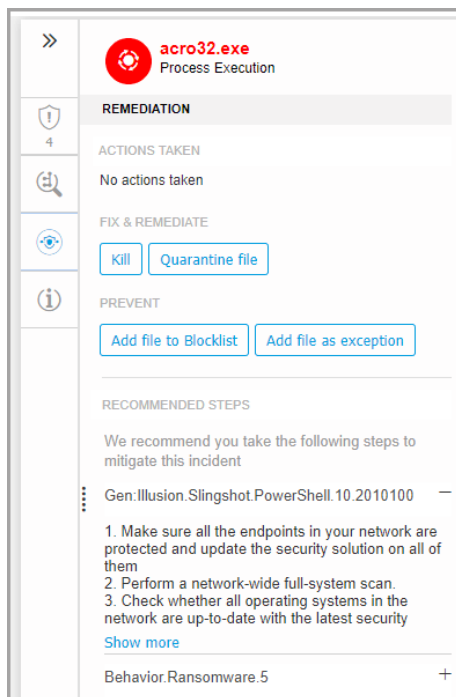 acro32.exe
Process Execution
REMEDIATION
4
ACTIONS TAKEN
No actions taken
FIX & REMEDIATE
Kill
Quarantine file
PREVENT
Add file to Blocklist
Add file as exception
RECOMMENDED STEPS
We recommend you take the following steps to
mitigate this incident
Gen:Illusion.Slingshot.PowerShell.10.2010100
1. Make sure all the endpoints in your network are
protected and update the security solution on all of
them
2. Perform a network-wide full-system scan.
3. Check whether all operating systems in the
network are up-to-date with the latest security
Show more
Behavior.Ransomware.5